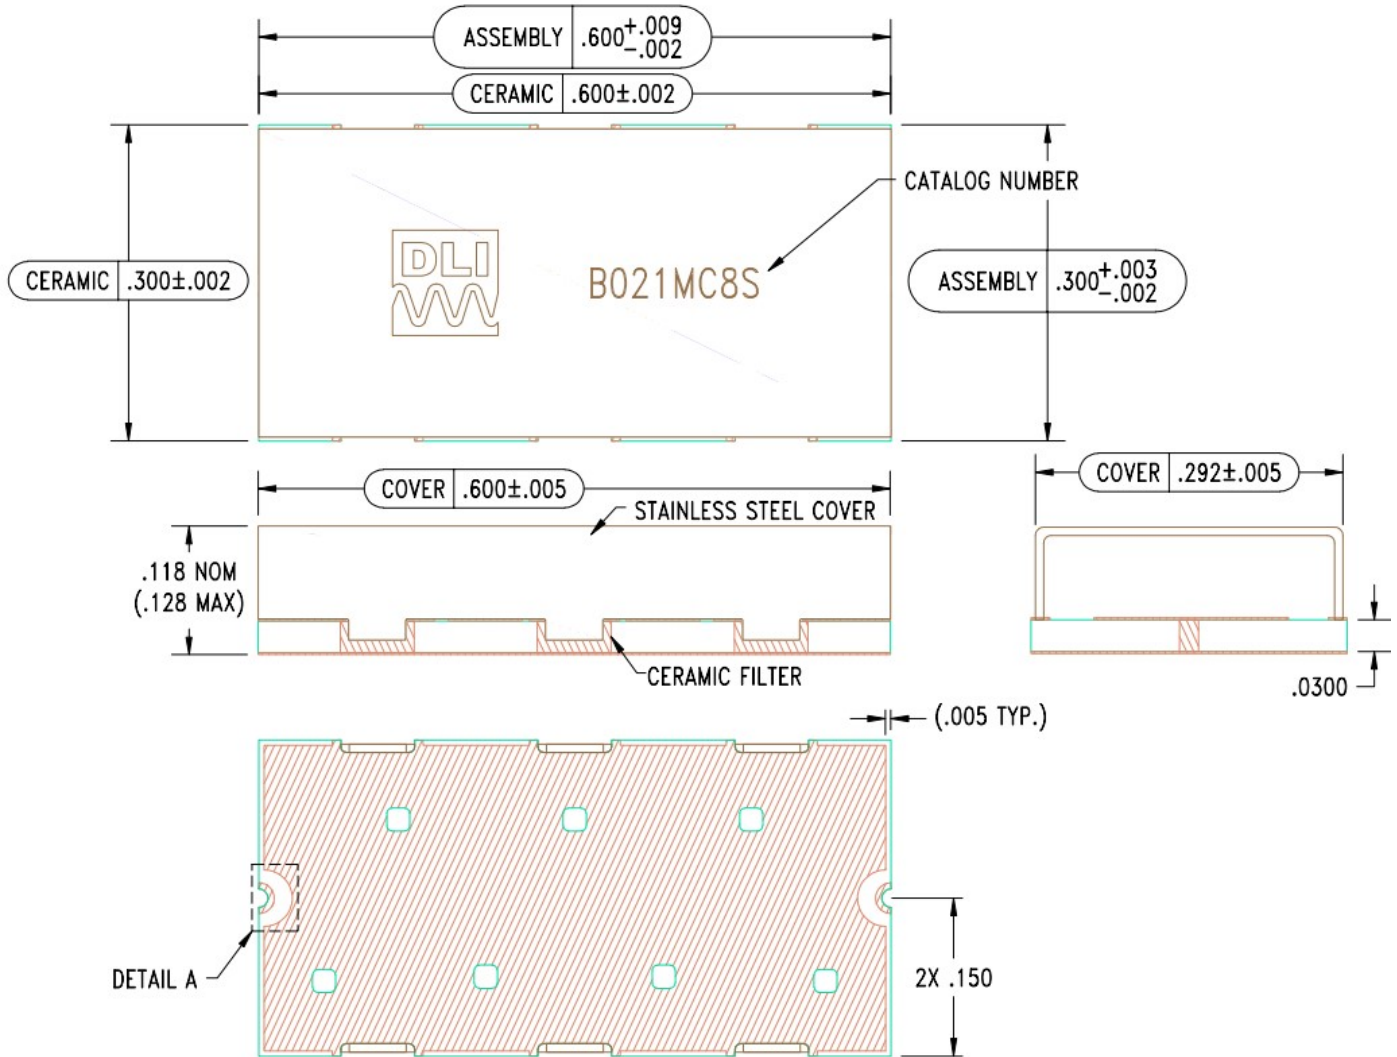 ASSEMBLY .600 +.009 -.002
CERAMIC .600±.002
CATALOG NUMBER
DLI
B021MC8S
CERAMIC .300±.002
ASSEMBLY .300 +.003 -.002
COVER .600±.005
COVER .292±.005
STAINLESS STEEL COVER
.118 NOM
(.128 MAX)
CERAMIC FILTER
.0300
(.005 TYP.)
DETAIL A
2X .150